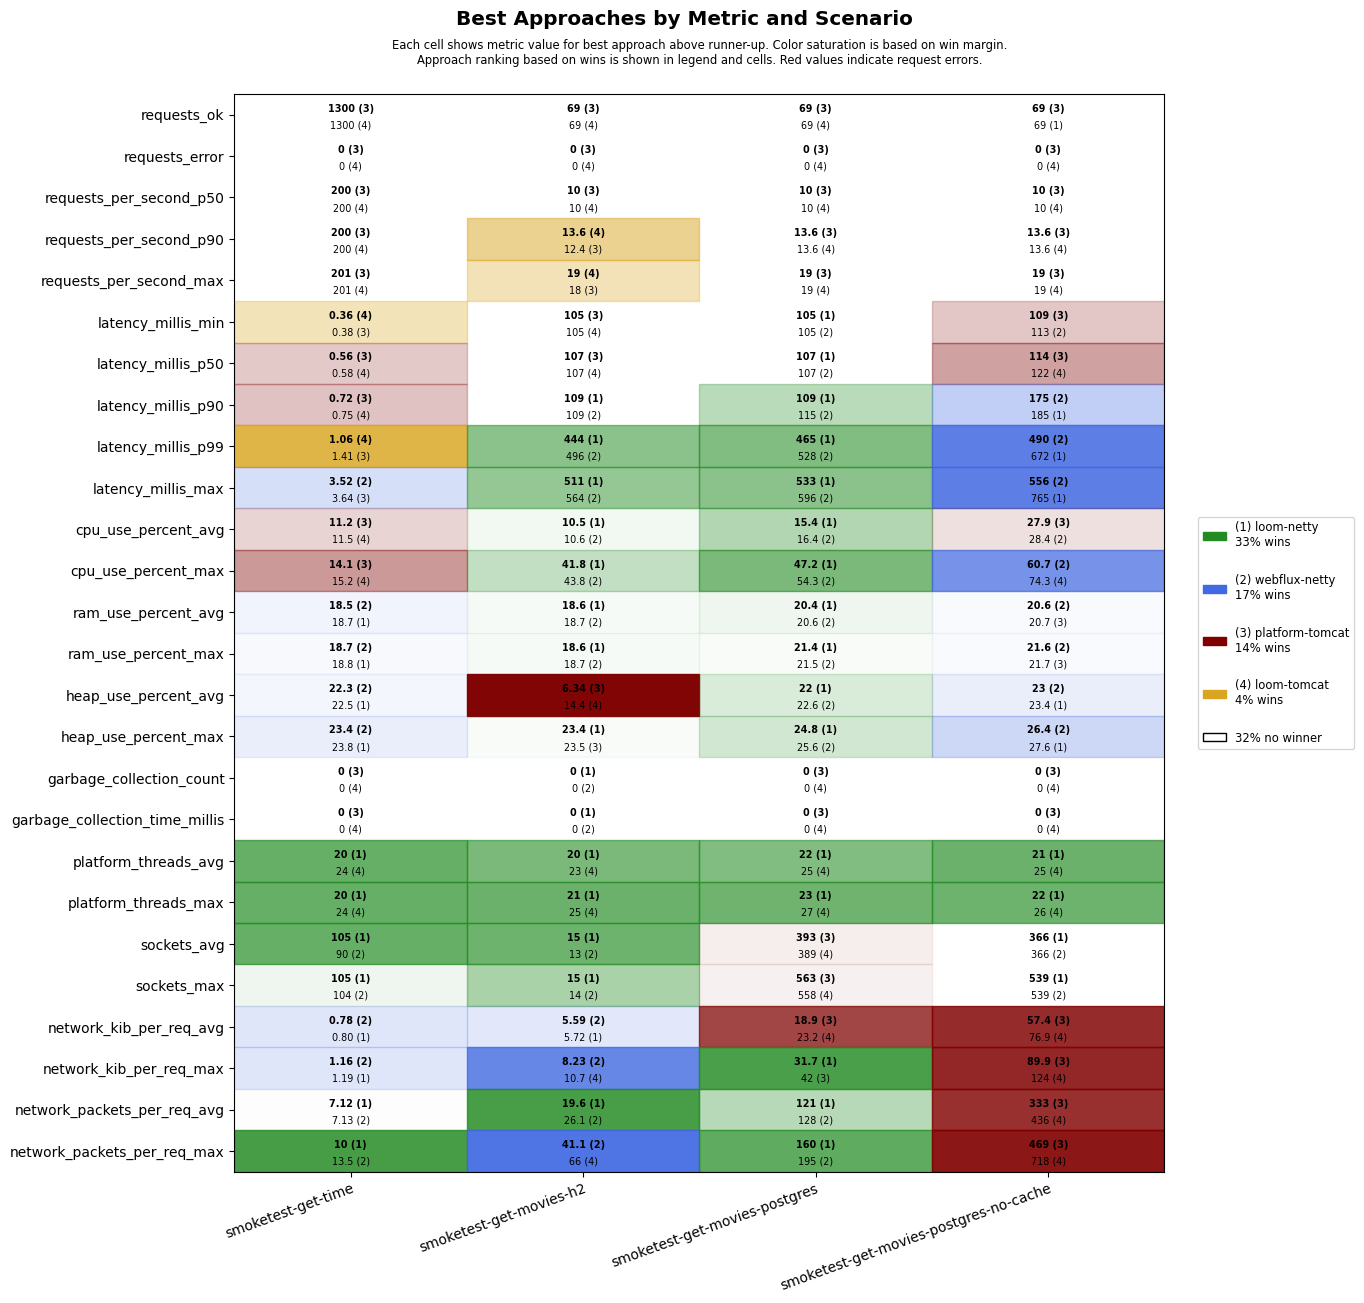 Best Approaches by Metric and Scenario
Each cell shows metric value for best approach above runner-up. Color saturation is based on win margin.
Approach ranking based on wins is shown in legend and cells. Red values indicate request errors.
requests_ok
1300 (3) 69 (3) 69 (3) 69 (3)
1300 (4) 69 (4) 69 (4) 69 (1)
requests_error
0 (3) 0 (3) 0 (3) 0 (3)
0 (4) 0 (4) 0 (4) 0 (4)
requests_per_second_p50
200 (3) 10 (3) 10 (3) 10 (3)
200 (4) 10 (4) 10 (4) 10 (4)
requests_per_second_p90
200 (3) 13.6 (4) 13.6 (3) 13.6 (3)
200 (4) 12.4 (3) 13.6 (4) 13.6 (4)
requests_per_second_max
201 (3) 19 (4) 19 (3) 19 (3)
201 (4) 18 (3) 19 (4) 19 (4)
latency_millis_min
0.36 (4) 105 (3) 105 (1) 109 (3)
0.38 (3) 105 (4) 105 (2) 113 (2)
latency_millis_p50
0.56 (3) 107 (3) 107 (1) 114 (3)
0.58 (4) 107 (4) 107 (2) 122 (4)
latency_millis_p90
0.72 (3) 109 (1) 109 (1) 175 (2)
0.75 (4) 109 (2) 115 (2) 185 (1)
latency_millis_p99
1.06 (4) 444 (1) 465 (1) 490 (2)
1.41 (3) 496 (2) 528 (2) 672 (1)
latency_millis_max
3.52 (2) 511 (1) 533 (1) 556 (2)
3.64 (3) 564 (2) 596 (2) 765 (1)
cpu_use_percent_avg
11.2 (3) 10.5 (1) 15.4 (1) 27.9 (3)
11.5 (4) 10.6 (2) 16.4 (2) 28.4 (2)
cpu_use_percent_max
14.1 (3) 41.8 (1) 47.2 (1) 60.7 (2)
15.2 (4) 43.8 (2) 54.3 (2) 74.3 (4)
ram_use_percent_avg
18.5 (2) 18.6 (1) 20.4 (1) 20.6 (2)
18.7 (1) 18.7 (2) 20.6 (2) 20.7 (3)
ram_use_percent_max
18.7 (2) 18.6 (1) 21.4 (1) 21.6 (2)
18.8 (1) 18.7 (2) 21.5 (2) 21.7 (3)
heap_use_percent_avg
22.3 (2) 6.34 (3) 22 (1) 23 (2)
22.5 (1) 14.4 (4) 22.6 (2) 23.4 (1)
heap_use_percent_max
23.4 (2) 23.4 (1) 24.8 (1) 26.4 (2)
23.8 (1) 23.5 (3) 25.6 (2) 27.6 (1)
garbage_collection_count
0 (3) 0 (1) 0 (3) 0 (3)
0 (4) 0 (2) 0 (4) 0 (4)
garbage_collection_time_millis
0 (3) 0 (1) 0 (3) 0 (3)
0 (4) 0 (2) 0 (4) 0 (4)
platform_threads_avg
20 (1) 20 (1) 22 (1) 21 (1)
24 (4) 23 (4) 25 (4) 25 (4)
platform_threads_max
20 (1) 21 (1) 23 (1) 22 (1)
24 (4) 25 (4) 27 (4) 26 (4)
sockets_avg
105 (1) 15 (1) 393 (3) 366 (1)
90 (2) 13 (2) 389 (4) 366 (2)
sockets_max
105 (1) 15 (1) 563 (3) 539 (1)
104 (2) 14 (2) 558 (4) 539 (2)
network_kib_per_req_avg
0.78 (2) 5.59 (2) 18.9 (3) 57.4 (3)
0.80 (1) 5.72 (1) 23.2 (4) 76.9 (4)
network_kib_per_req_max
1.16 (2) 8.23 (2) 31.7 (1) 89.9 (3)
1.19 (1) 10.7 (4) 42 (3) 124 (4)
network_packets_per_req_avg
7.12 (1) 19.6 (1) 121 (1) 333 (3)
7.13 (2) 26.1 (2) 128 (2) 436 (4)
network_packets_per_req_max
10 (1) 41.1 (2) 160 (1) 469 (3)
13.5 (2) 66 (4) 195 (2) 718 (4)
smoketest-get-time
smoketest-get-movies-h2
smoketest-get-movies-postgres
smoketest-get-movies-postgres-no-cache
(1) loom-netty
33% wins
(2) webflux-netty
17% wins
(3) platform-tomcat
14% wins
(4) loom-tomcat
4% wins
32% no winner